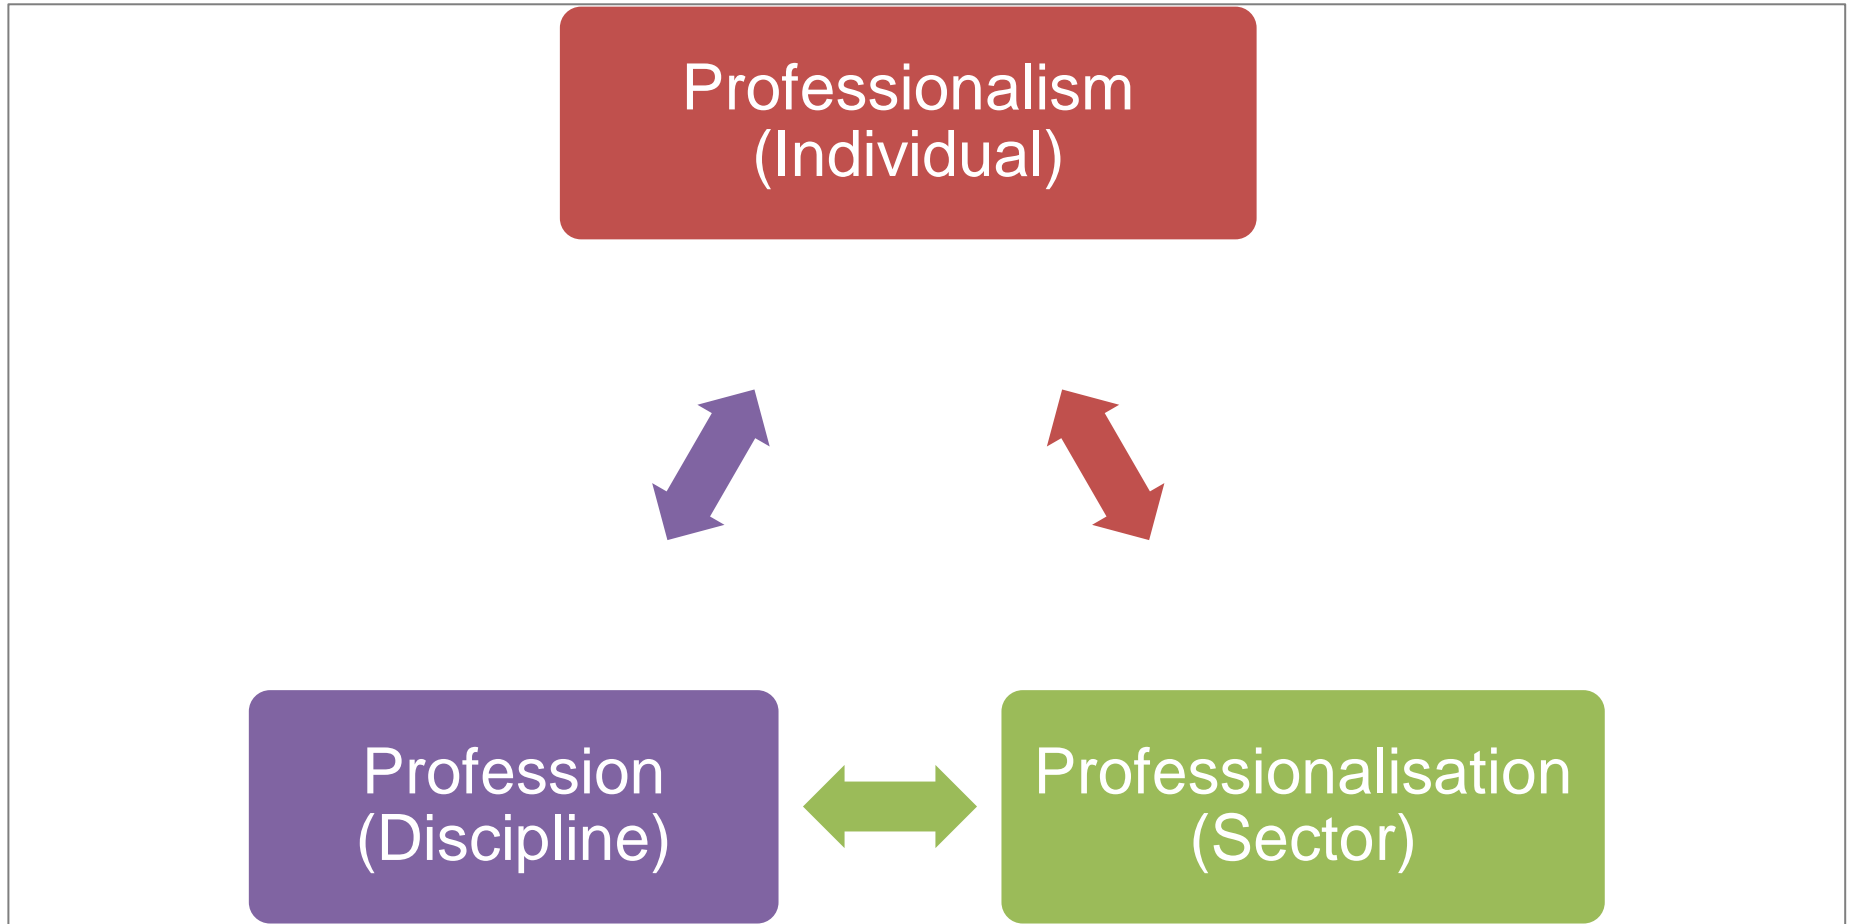 Professionalism
(Individual)
Profession
(Discipline)
Professionalisation
(Sector)